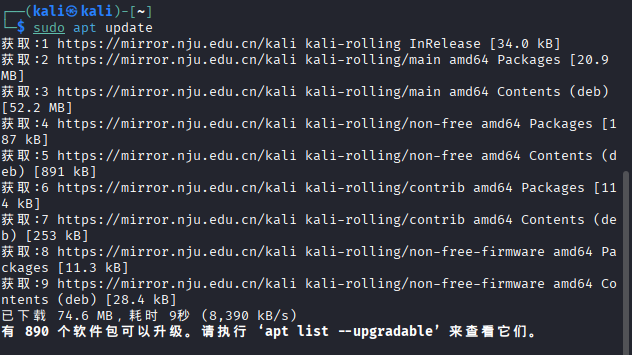 ┌──(kali㉿kali)-[~]
└─$ sudo apt update
获取:1 https://mirror.nju.edu.cn/kali kali-rolling InRelease [34.0 kB]
获取:2 https://mirror.nju.edu.cn/kali kali-rolling/main amd64 Packages [20.9
MB]
获取:3 https://mirror.nju.edu.cn/kali kali-rolling/main amd64 Contents (deb)
[52.2 MB]
获取:4 https://mirror.nju.edu.cn/kali kali-rolling/non-free amd64 Packages [1
87 kB]
获取:5 https://mirror.nju.edu.cn/kali kali-rolling/non-free amd64 Contents (d
eb) [891 kB]
获取:6 https://mirror.nju.edu.cn/kali kali-rolling/contrib amd64 Packages [11
4 kB]
获取:7 https://mirror.nju.edu.cn/kali kali-rolling/contrib amd64 Contents (de
b) [253 kB]
获取:8 https://mirror.nju.edu.cn/kali kali-rolling/non-free-firmware amd64 Pa
ckages [11.3 kB]
获取:9 https://mirror.nju.edu.cn/kali kali-rolling/non-free-firmware amd64 Co
ntents (deb) [28.4 kB]
已下载 74.6 MB，耗时 9秒 (8,390 kB/s)
有 890 个软件包可以升级。请执行 ‘apt list --upgradable’ 来查看它们。